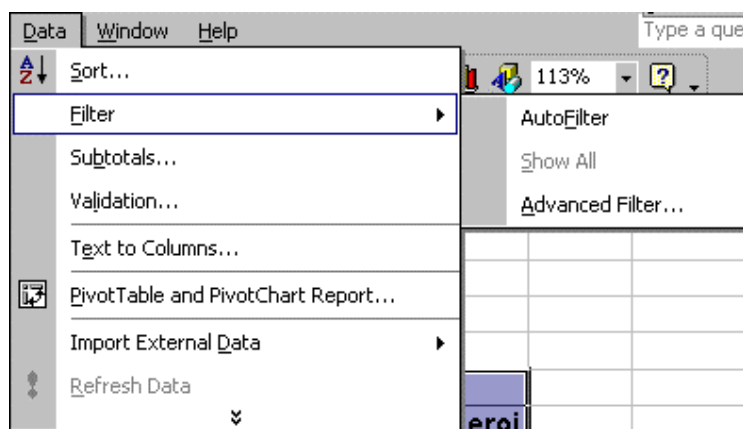 Data Window Help
Type a que
Sort...
113%
Filter
AutoFilter
Subtotals...
Show All
Validation...
Advanced Filter...
Text to Columns...
PivotTable and PivotChart Report...
Import External Data
Refresh Data
eroi